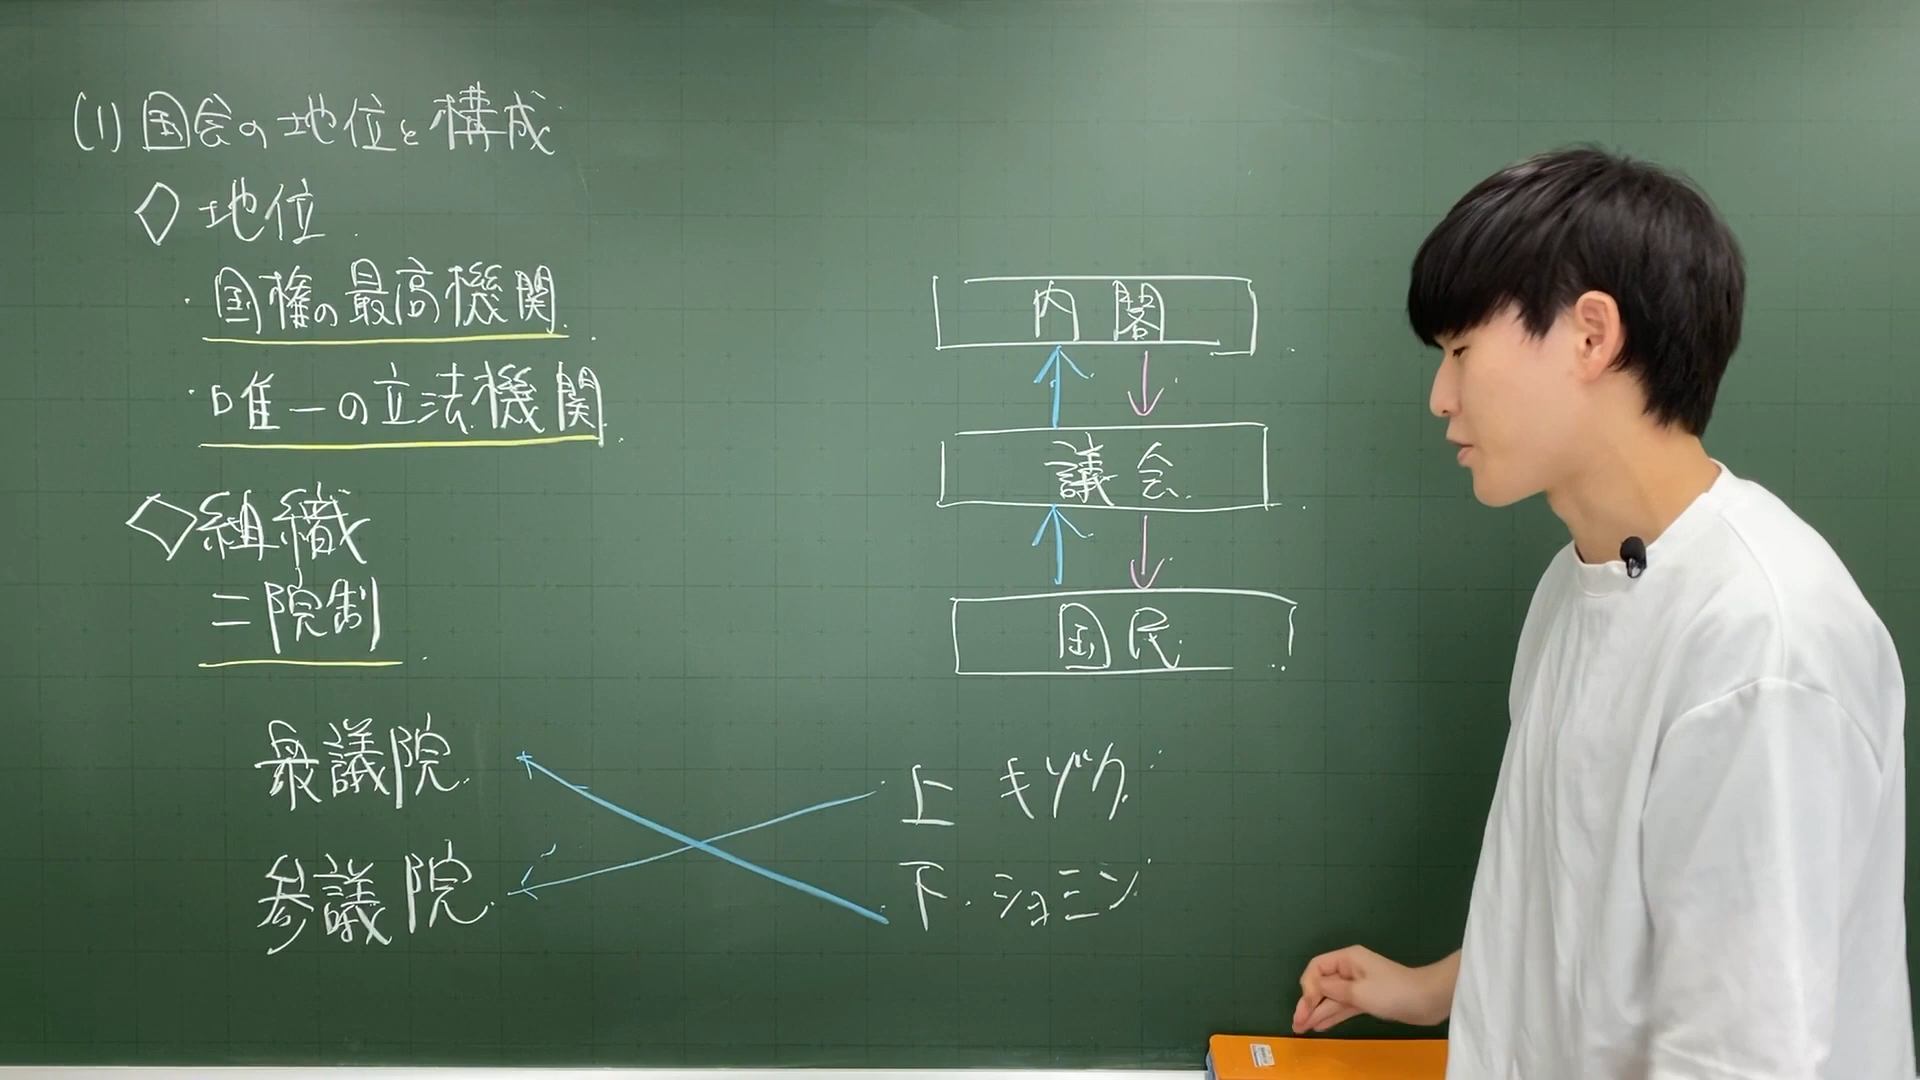 (1) 国会の地位と構成
◇ 地位
・国権の最高機関
・唯一の立法機関
◇ 組織
二院制
衆議院
参議院
内閣
議会
国民
上 キゾク
下 ショミン